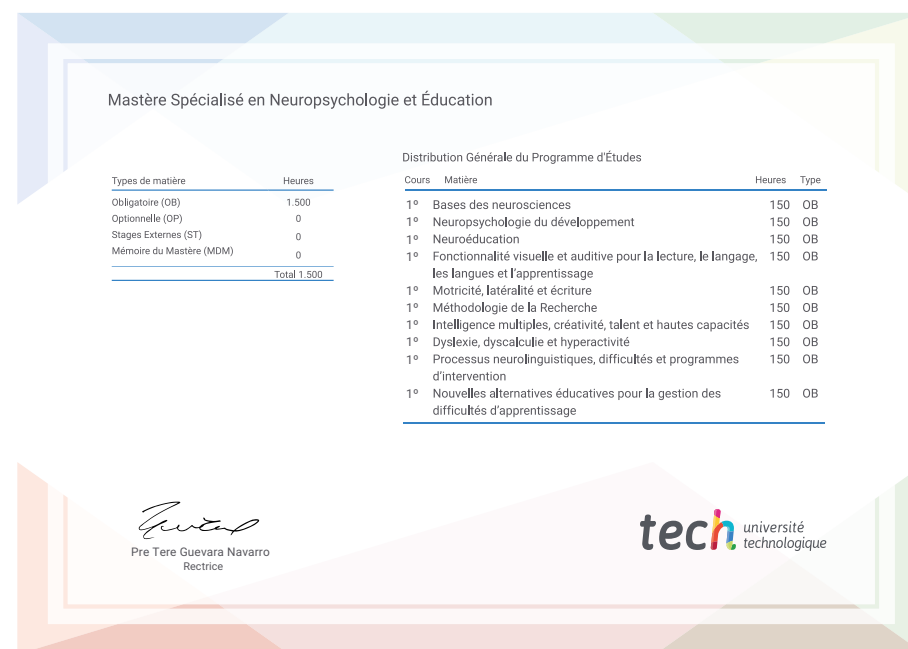 Mastère Spécialisé en Neuropsychologie et Éducation
Types de matière Heures
Obligatoire (OB) 1.500
Optionnelle (OP) 0
Stages Externes (ST) 0
Mémoire du Mastère (MDM) 0
Total 1.500
Distribution Générale du Programme d'Études
Cours Matière Heures Type
1º Bases des neurosciences 150 OB
1º Neuropsychologie du développement 150 OB
1º Neuroéducation 150 OB
1º Fonctionnalité visuelle et auditive pour la lecture, le langage, 150 OB
les langues et l'apprentissage
1º Motricité, latéralité et écriture 150 OB
1º Méthodologie de la Recherche 150 OB
1º Intelligence multiples, créativité, talent et hautes capacités 150 OB
1º Dyslexie, dyscalculie et hyperactivité 150 OB
1º Processus neurolinguistiques, difficultés et programmes 150 OB
d'intervention
1º Nouvelles alternatives éducatives pour la gestion des 150 OB
difficultés d'apprentissage
Pre Tere Guevara Navarro
Rectrice
tech université
technologique